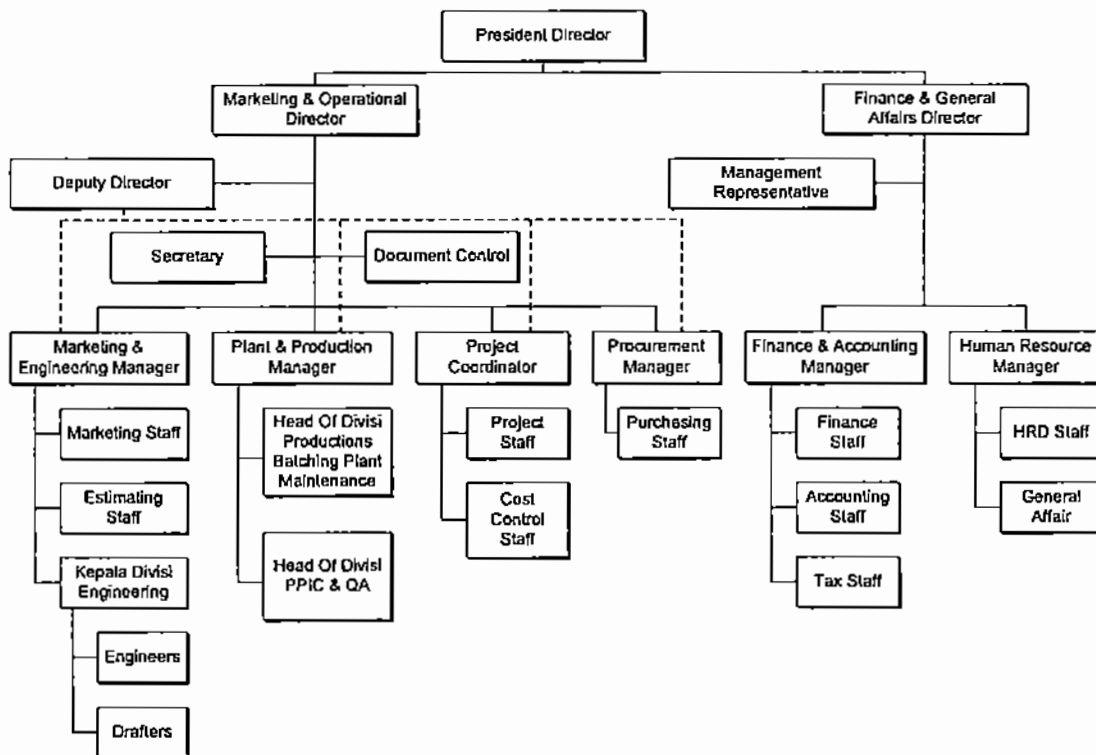 President Director
Marketing & Operational
Director
Finance & General
Affairs Director
Deputy Director
Management
Representative
Secretary
Document Control
Marketing &
Engineering Manager
Plant & Production
Manager
Project
Coordinator
Procurement
Manager
Finance & Accounting
Manager
Human Resource
Manager
Marketing Staff
Estimating
Staff
Kepala Divisi
Engineering
Engineers
Drafters
Head Of Divisi
Productions
Batching Plant
Maintenance
Head Of Divisi
PPIC & QA
Project
Staff
Cost
Control
Staff
Purchasing
Staff
Finance
Staff
Accounting
Staff
Tax Staff
HRD Staff
General
Affair